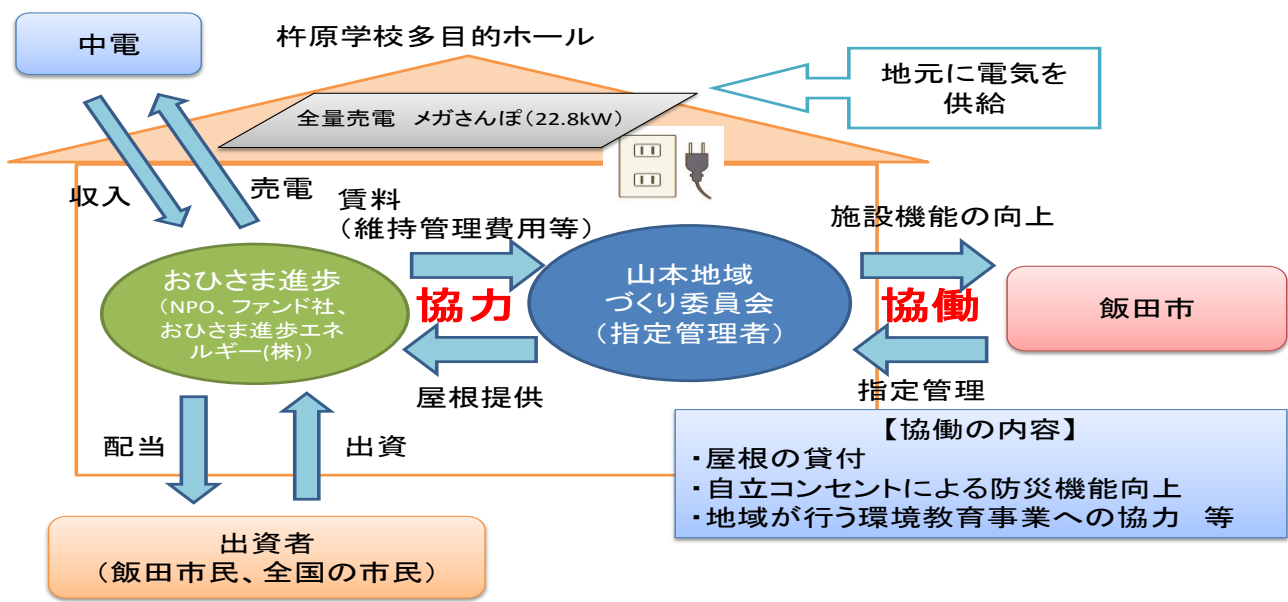 中電
杵原学校多目的ホール
地元に電気を
供給
全量売電 メガさんぽ(22.8kW)
収入
売電
賃料
(維持管理費用等)
施設機能の向上
おひさま進歩
(NPO、ファンド社、
おひさま進歩エネ
ルギー(株))
協力
山本地域
づくり委員会
(指定管理者)
協働
飯田市
屋根提供
指定管理
配当
出資
【協働の内容】
・屋根の貸付
・自立コンセントによる防災機能向上
・地域が行う環境教育事業への協力 等
出資者
(飯田市民、全国の市民)